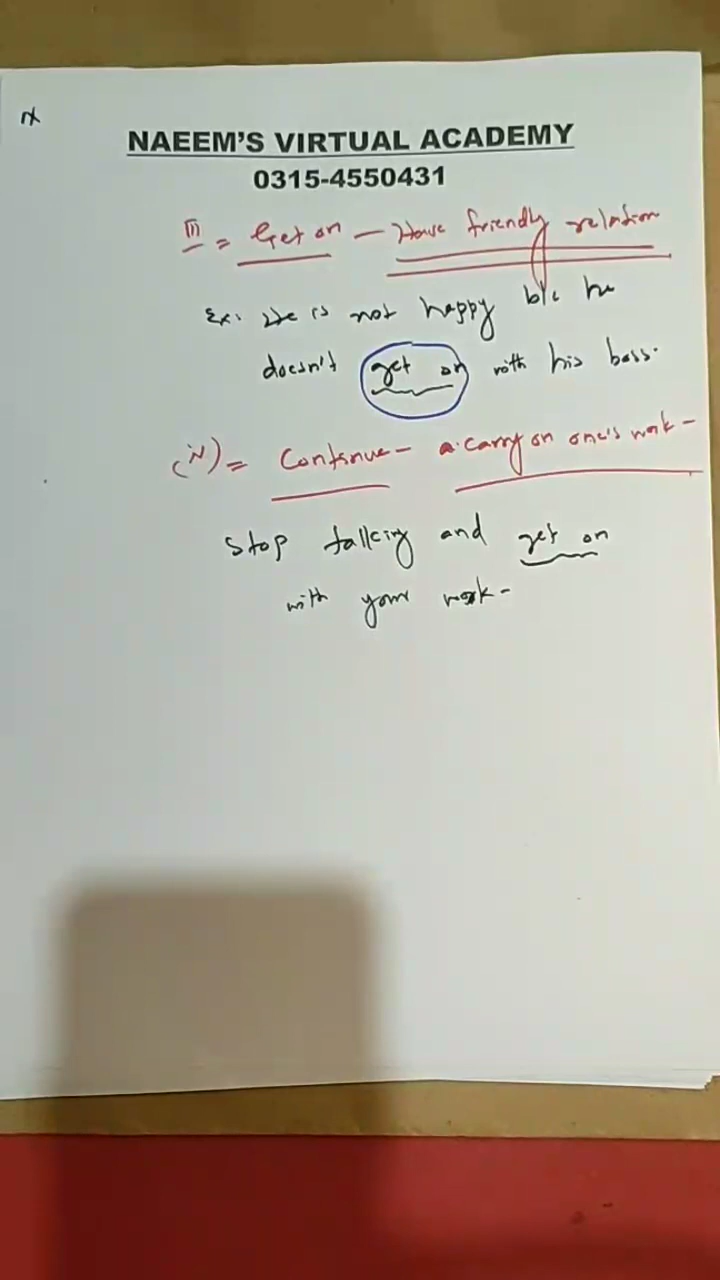 NAEEM'S VIRTUAL ACADEMY
0315-4550431
III = Get on — Have friendly relation
Ex: He is not happy b/c he
doesn't get on with his boss.
(iv) = Continue - carry on one's work -
Stop talking and get on
with your work -